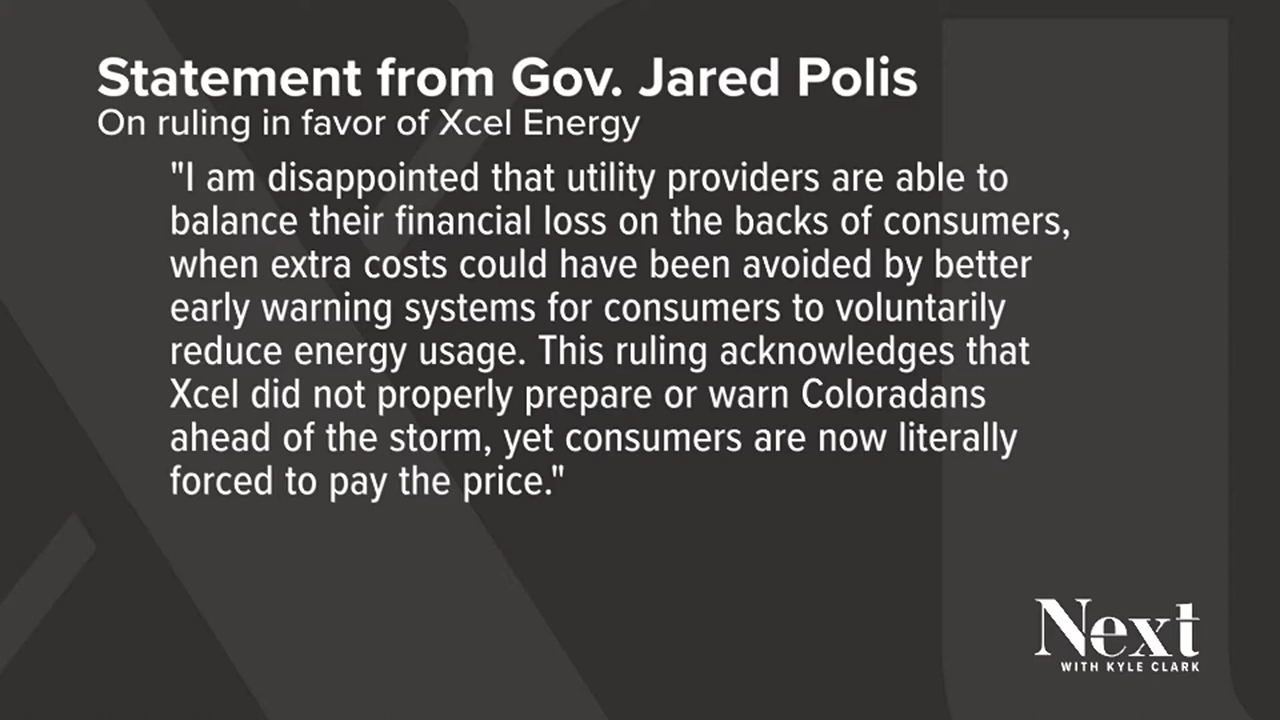 Statement from Gov. Jared Polis
On ruling in favor of Xcel Energy
"I am disappointed that utility providers are able to
balance their financial loss on the backs of consumers,
when extra costs could have been avoided by better
early warning systems for consumers to voluntarily
reduce energy usage. This ruling acknowledges that
Xcel did not properly prepare or warn Coloradans
ahead of the storm, yet consumers are now literally
forced to pay the price."
Next
WITH KYLE CLARK